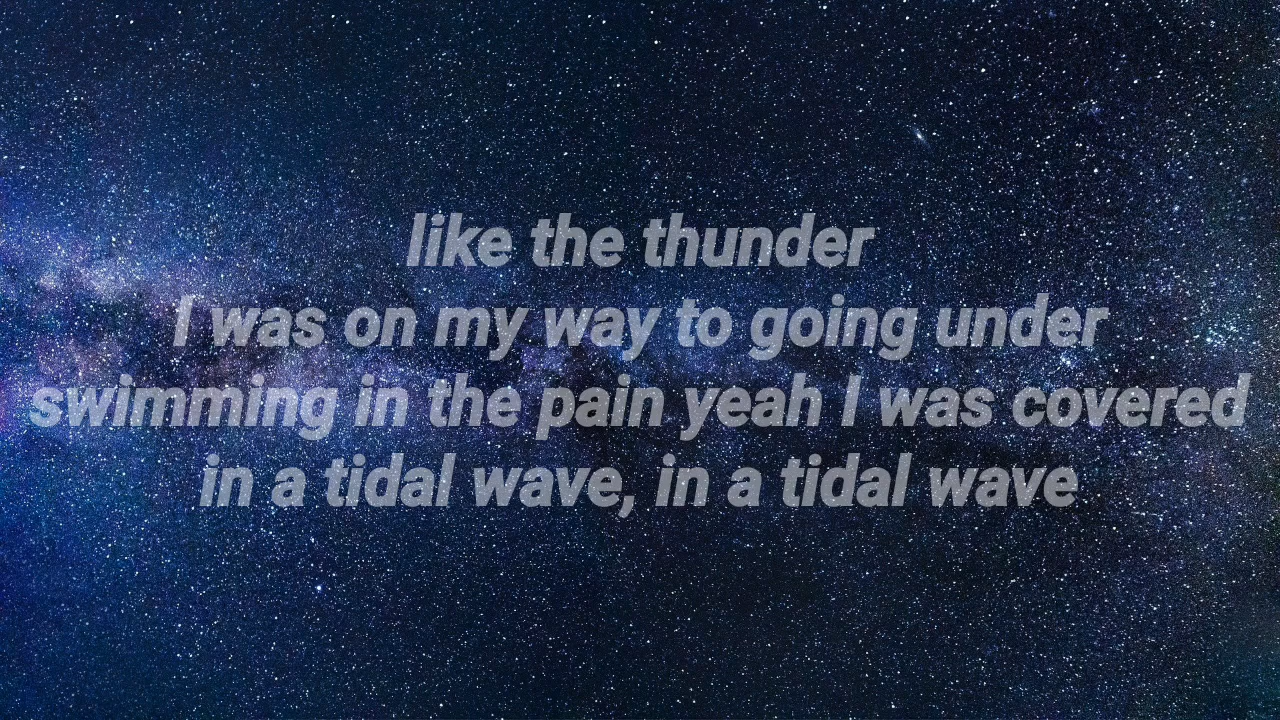 like the thunder
I was on my way to going under
swimming in the pain yeah I was covered
in a tidal wave, in a tidal wave